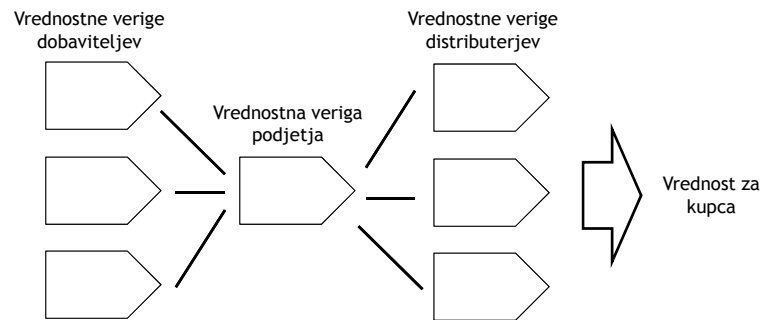 Vrednostne verige
dobaviteljev
Vrednostna veriga
podjetja
Vrednostne verige
distributerjev
Vrednost za
kupca